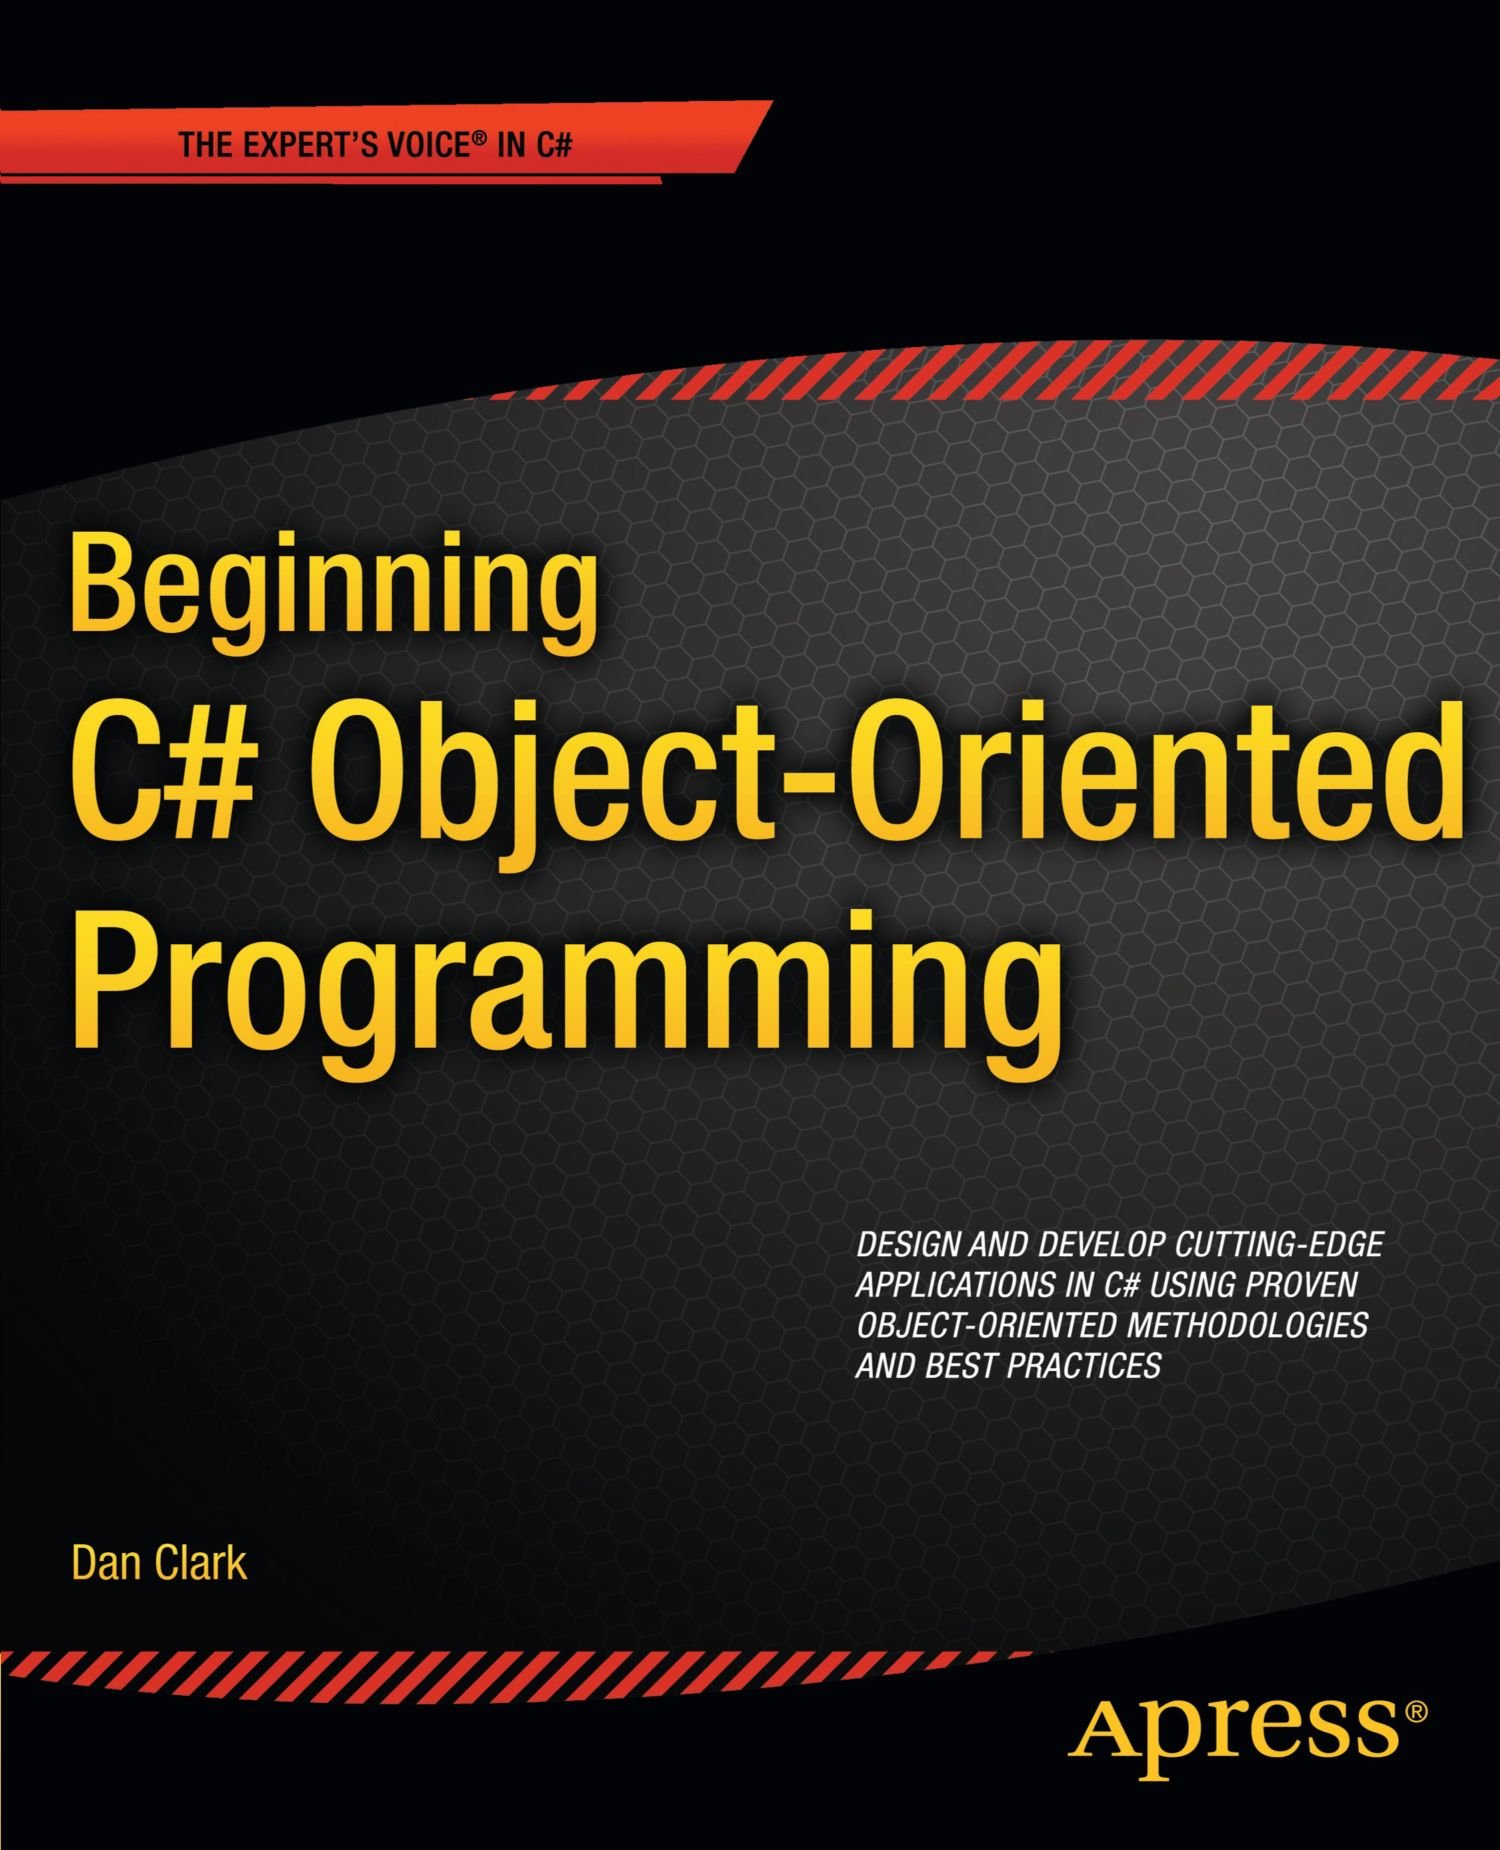 THE EXPERT’S VOICE® IN C#
Beginning
C# Object-Oriented
Programming
DESIGN AND DEVELOP CUTTING-EDGE
APPLICATIONS IN C# USING PROVEN
OBJECT-ORIENTED METHODOLOGIES
AND BEST PRACTICES
Dan Clark
Apress®